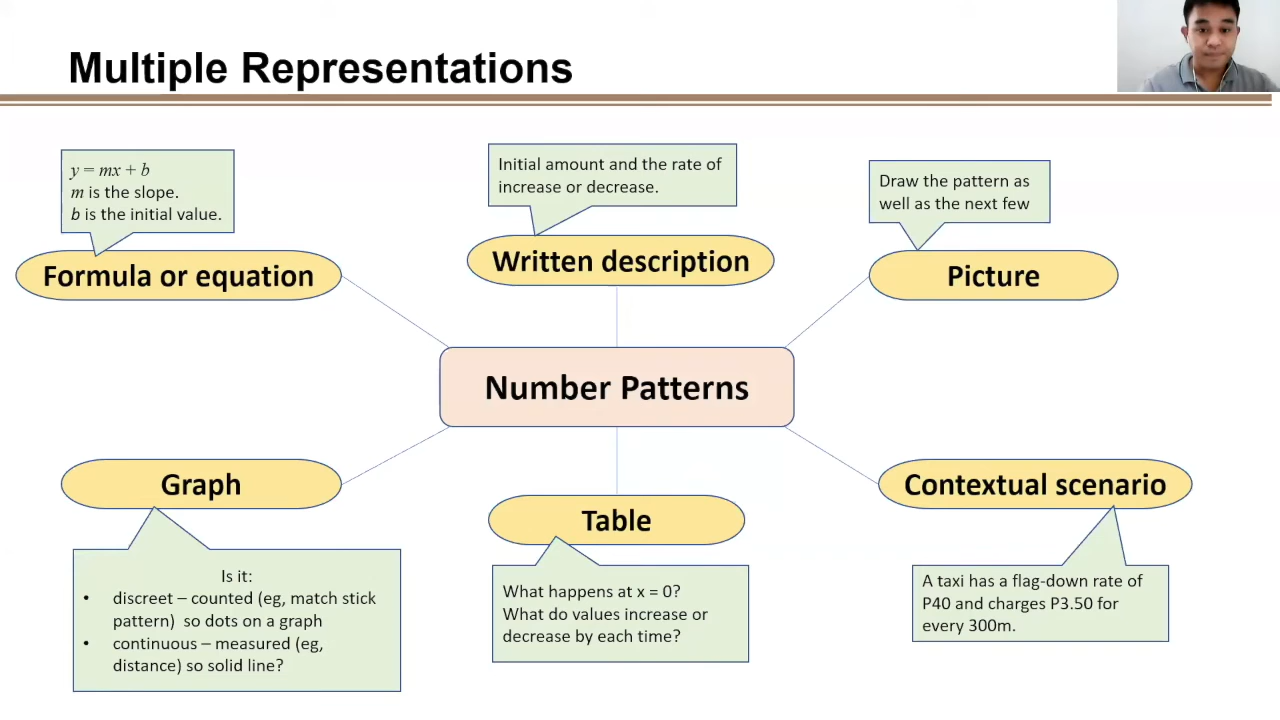 Multiple Representations
y = mx + b
m is the slope.
b is the initial value.
Formula or equation
Initial amount and the rate of
increase or decrease.
Written description
Draw the pattern as
well as the next few
Picture
Number Patterns
Graph
Is it:
• discreet – counted (eg, match stick
pattern) so dots on a graph
• continuous – measured (eg,
distance) so solid line?
Table
What happens at x = 0?
What do values increase or
decrease by each time?
Contextual scenario
A taxi has a flag-down rate of
P40 and charges P3.50 for
every 300m.